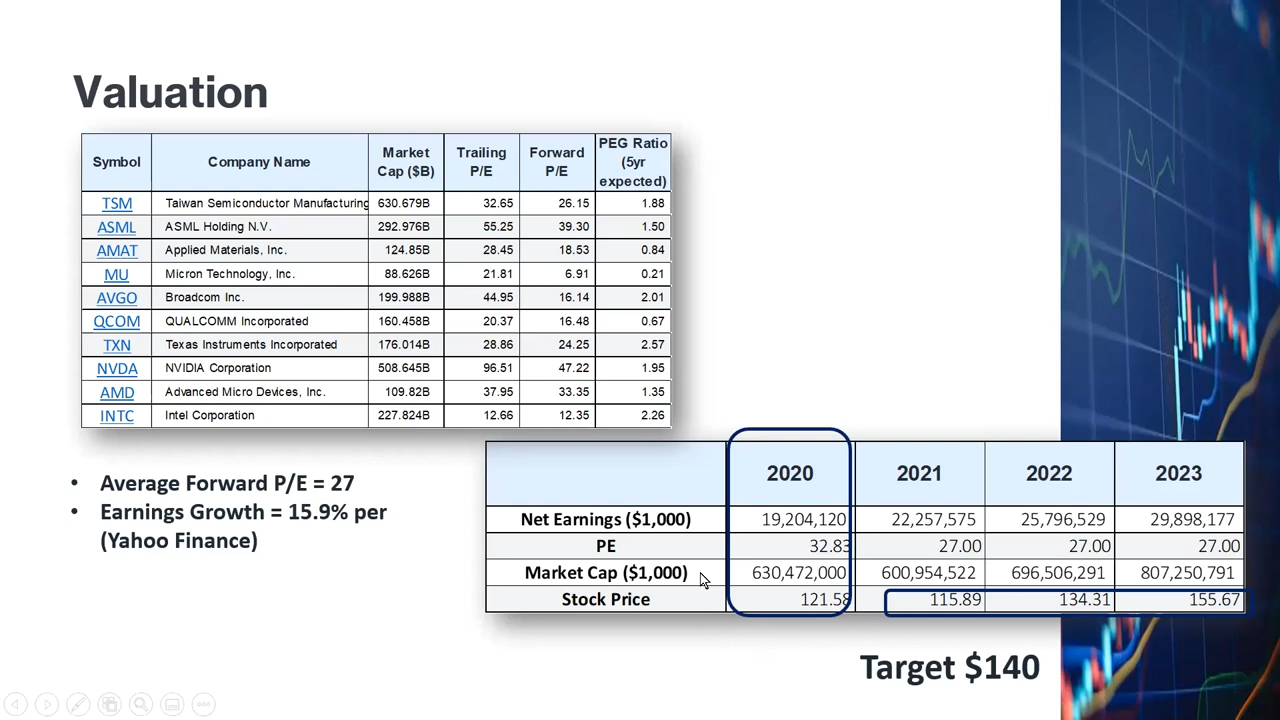 Valuation
Symbol Company Name Market Cap ($B) Trailing P/E Forward P/E PEG Ratio (5yr expected)
TSM Taiwan Semiconductor Manufacturing 630.679B 32.65 26.15 1.88
ASML ASML Holding N.V. 292.976B 55.25 39.30 1.50
AMAT Applied Materials, Inc. 124.85B 28.45 18.53 0.84
MU Micron Technology, Inc. 88.626B 21.81 6.91 0.21
AVGO Broadcom Inc. 199.988B 44.95 16.14 2.01
QCOM QUALCOMM Incorporated 160.458B 20.37 16.48 0.67
TXN Texas Instruments Incorporated 176.014B 28.86 24.25 2.57
NVDA NVIDIA Corporation 508.645B 96.51 47.22 1.95
AMD Advanced Micro Devices, Inc. 109.82B 37.95 33.35 1.35
INTC Intel Corporation 227.824B 12.66 12.35 2.26
• Average Forward P/E = 27
• Earnings Growth = 15.9% per
(Yahoo Finance)
2020 2021 2022 2023
Net Earnings ($1,000) 19,204,120 22,257,575 25,796,529 29,898,177
PE 32.83 27.00 27.00 27.00
Market Cap ($1,000) 630,472,000 600,954,522 696,506,291 807,250,791
Stock Price 121.58 115.89 134.31 155.67
Target $140